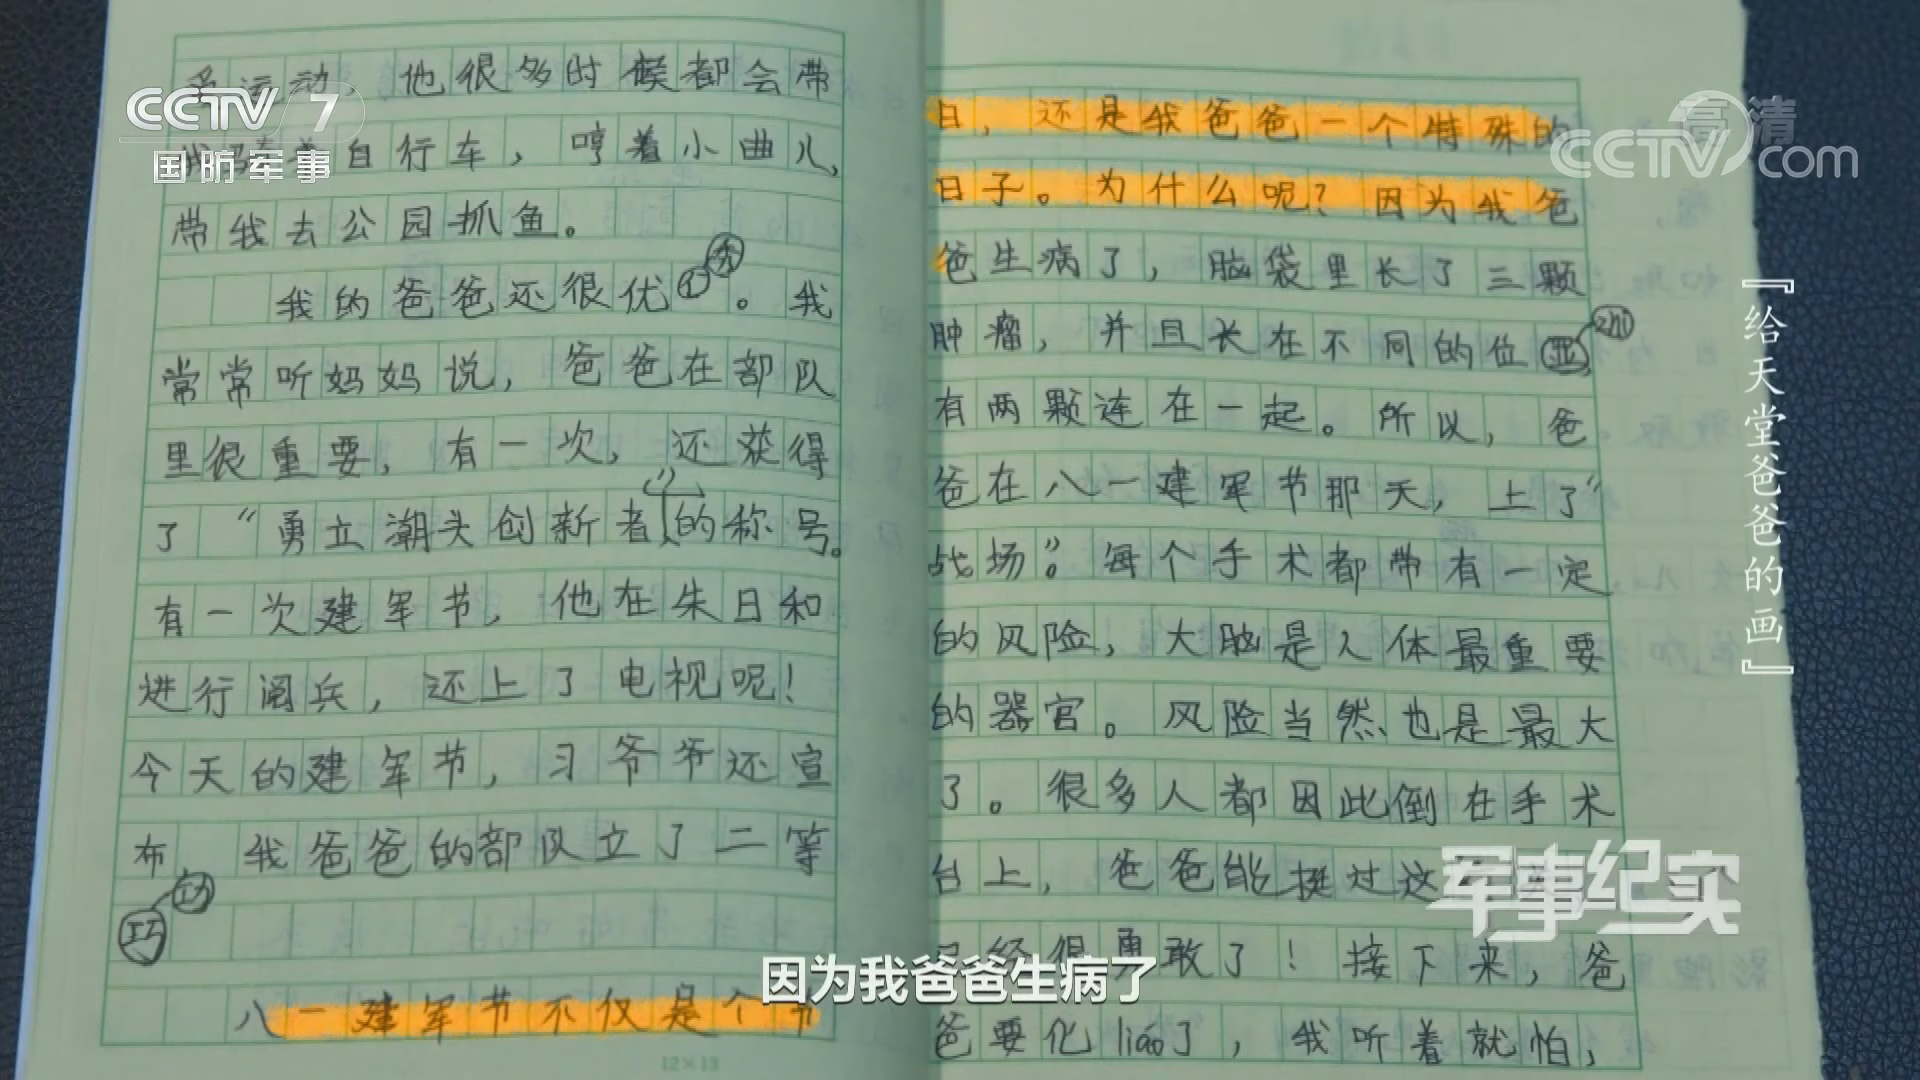 爱运动，他很多时候都会带
我骑着自行车，哼着小曲儿，
带我去公园抓鱼。
我的爸爸还很优秀。我
常常听妈妈说，爸爸在部队
里很重要，有一次，还获得
了“勇立潮头创新者”的称号。
有一次建军节，他在朱日和
进行阅兵，还上了电视呢！
今天的建军节，习爷爷还宣
布 我爸爸的部队立了二等
巧 功
八一建军节不仅是个节
12×13
日，还是我爸爸一个特殊的
日子。为什么呢？因为我爸
爸生病了，脑袋里长了三颗
肿瘤，并且长在不同的位 zhi
有两颗连在一起。所以，爸
爸在八一建军节那天，上了“
战场”。每个手术都带有一定
的风险，大脑是人体最重要
的器官。风险当然也是最大
了。很多人都因此倒在手术
台上，爸爸能挺过这
已经很勇敢了！接下来，爸
爸要化liáo了，我听着就怕，
CCTV 7
国防军事
高清
CCTV com
『给天堂爸爸的画』
军事纪实
因为我爸爸生病了